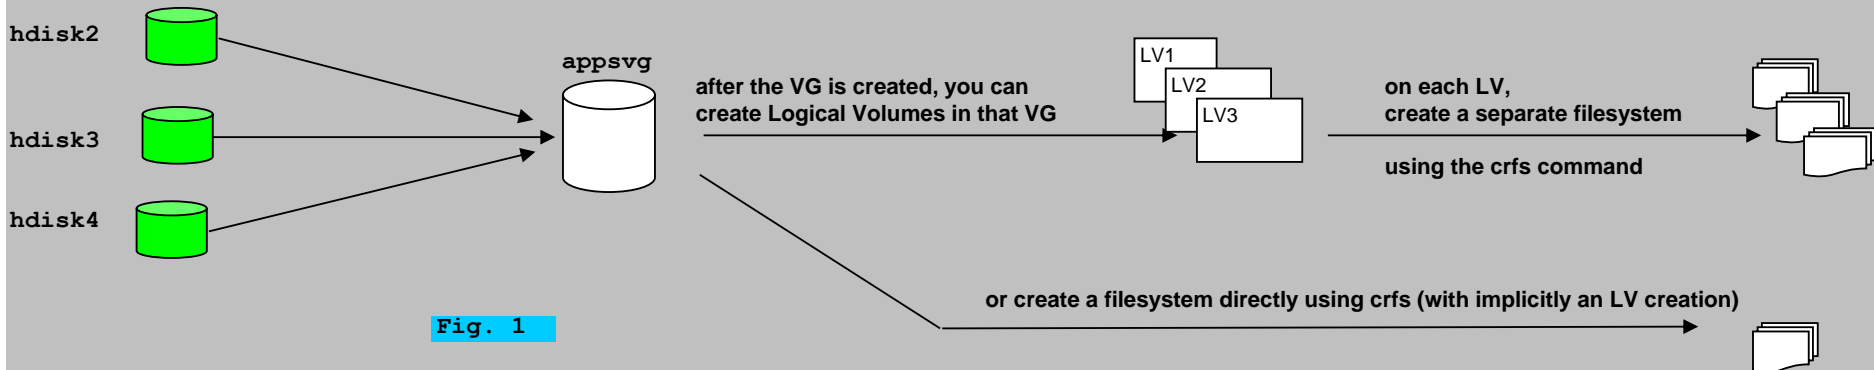 hdisk2
hdisk3
hdisk4
appsvg
after the VG is created, you can
create Logical Volumes in that VG
LV1
LV2
LV3
on each LV,
create a separate filesystem
using the crfs command
or create a filesystem directly using crfs (with implicitly an LV creation)
Fig. 1